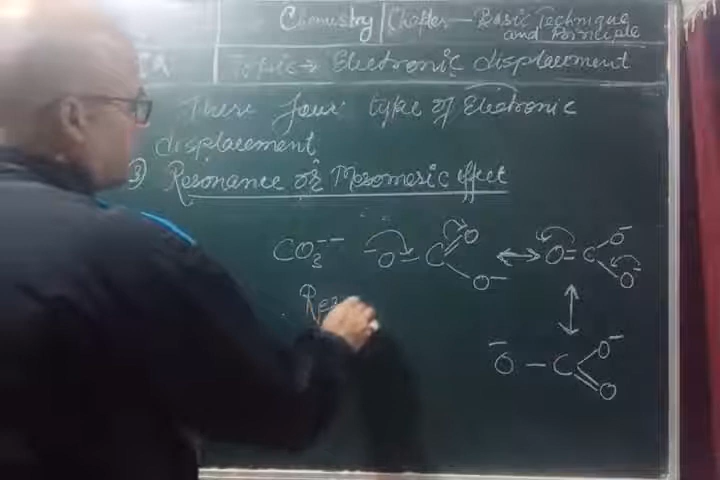 Chemistry | Chapter — Basic Technique
and Principle
Topic → Electronic displacement
There four type of Electronic
displacement
3) Resonance or Mesomeric effect
CO3-- -O-C=O O- ↔ O=C O- O-
Res
↕
-O-C O- =O